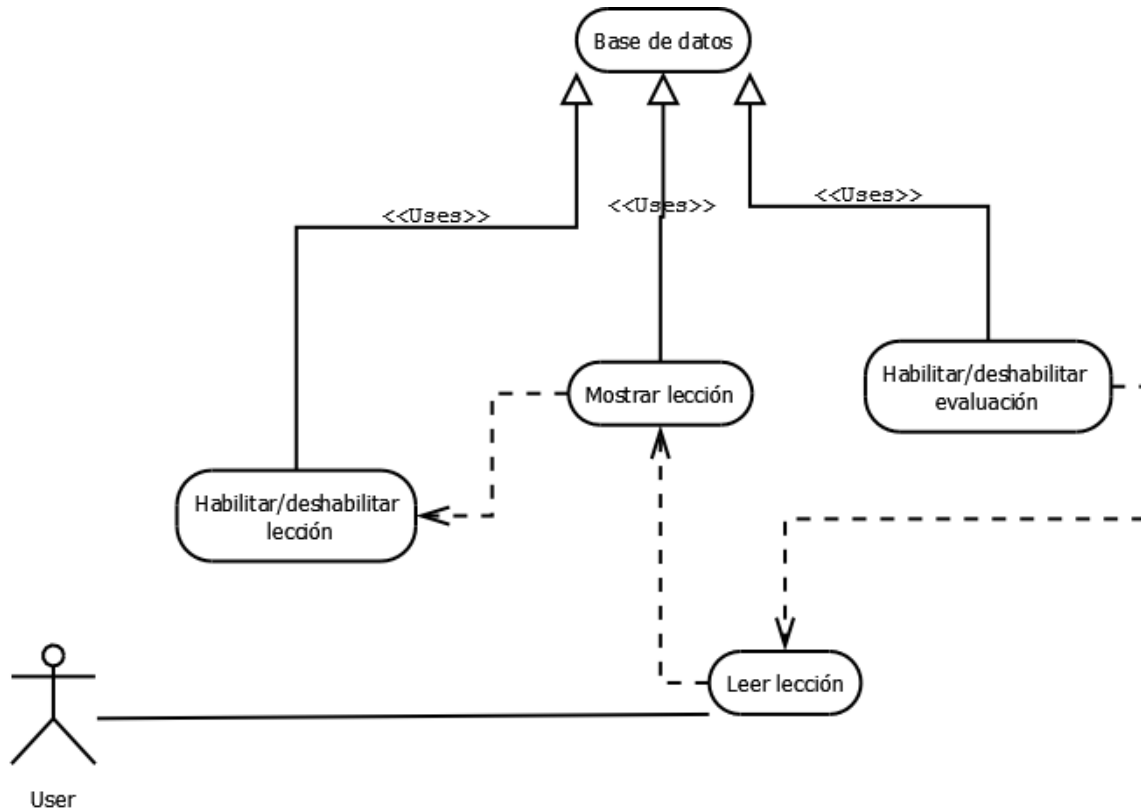 Base de datos
<<Uses>>
<<Uses>>
<<Uses>>
Mostrar lección
Habilitar/deshabilitar
evaluación
Habilitar/deshabilitar
lección
Leer lección
User